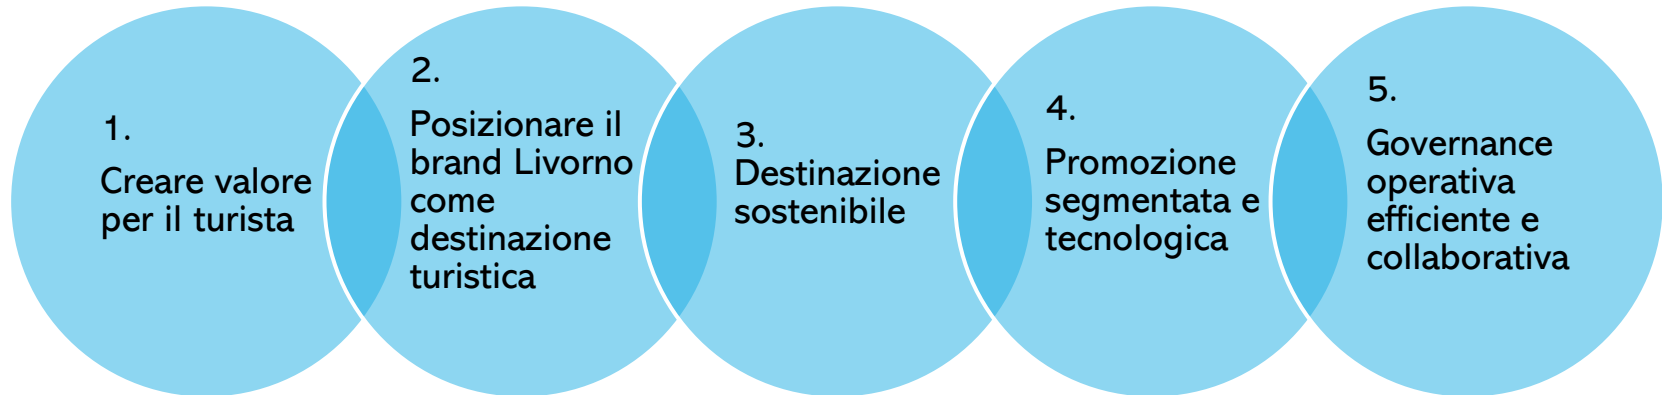 1.
Creare valore
per il turista
2.
Posizionare il
brand Livorno
come
destinazione
turistica
3.
Destinazione
sostenibile
4.
Promozione
segmentata e
tecnologica
5.
Governance
operativa
efficiente e
collaborativa